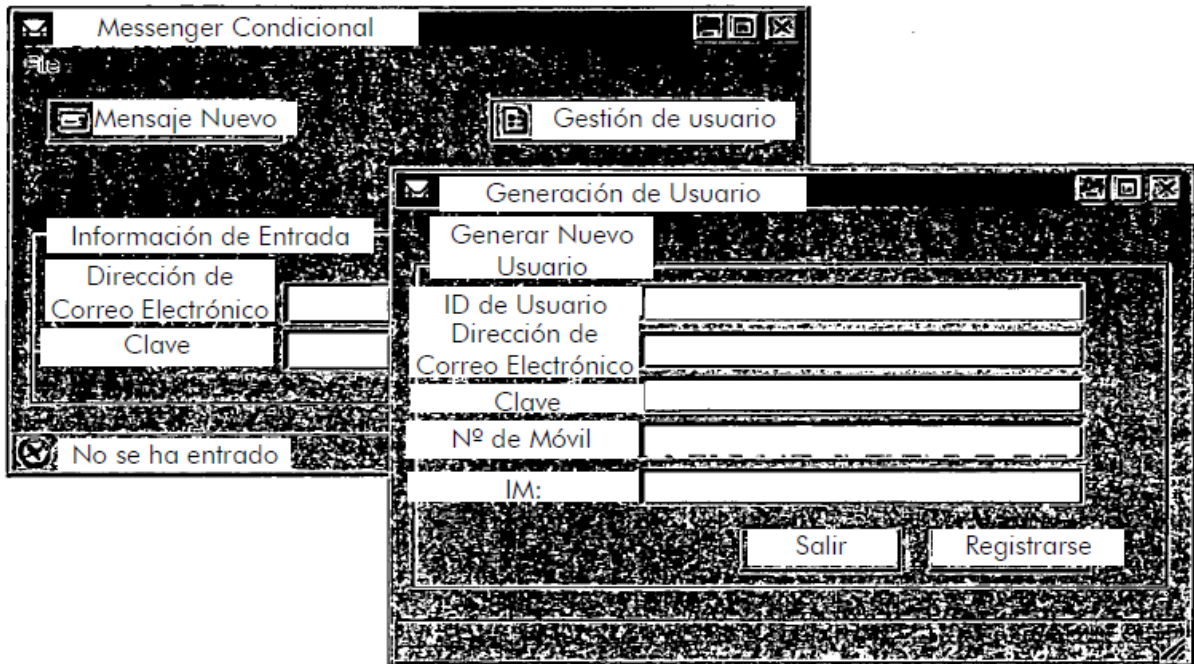 Messenger Condicional
File
Mensaje Nuevo
Gestión de usuario
Información de Entrada
Dirección de
Correo Electrónico
Clave
No se ha entrado
Generación de Usuario
Generar Nuevo
Usuario
ID de Usuario
Dirección de
Correo Electrónico
Clave
Nº de Móvil
IM:
Salir
Registrarse